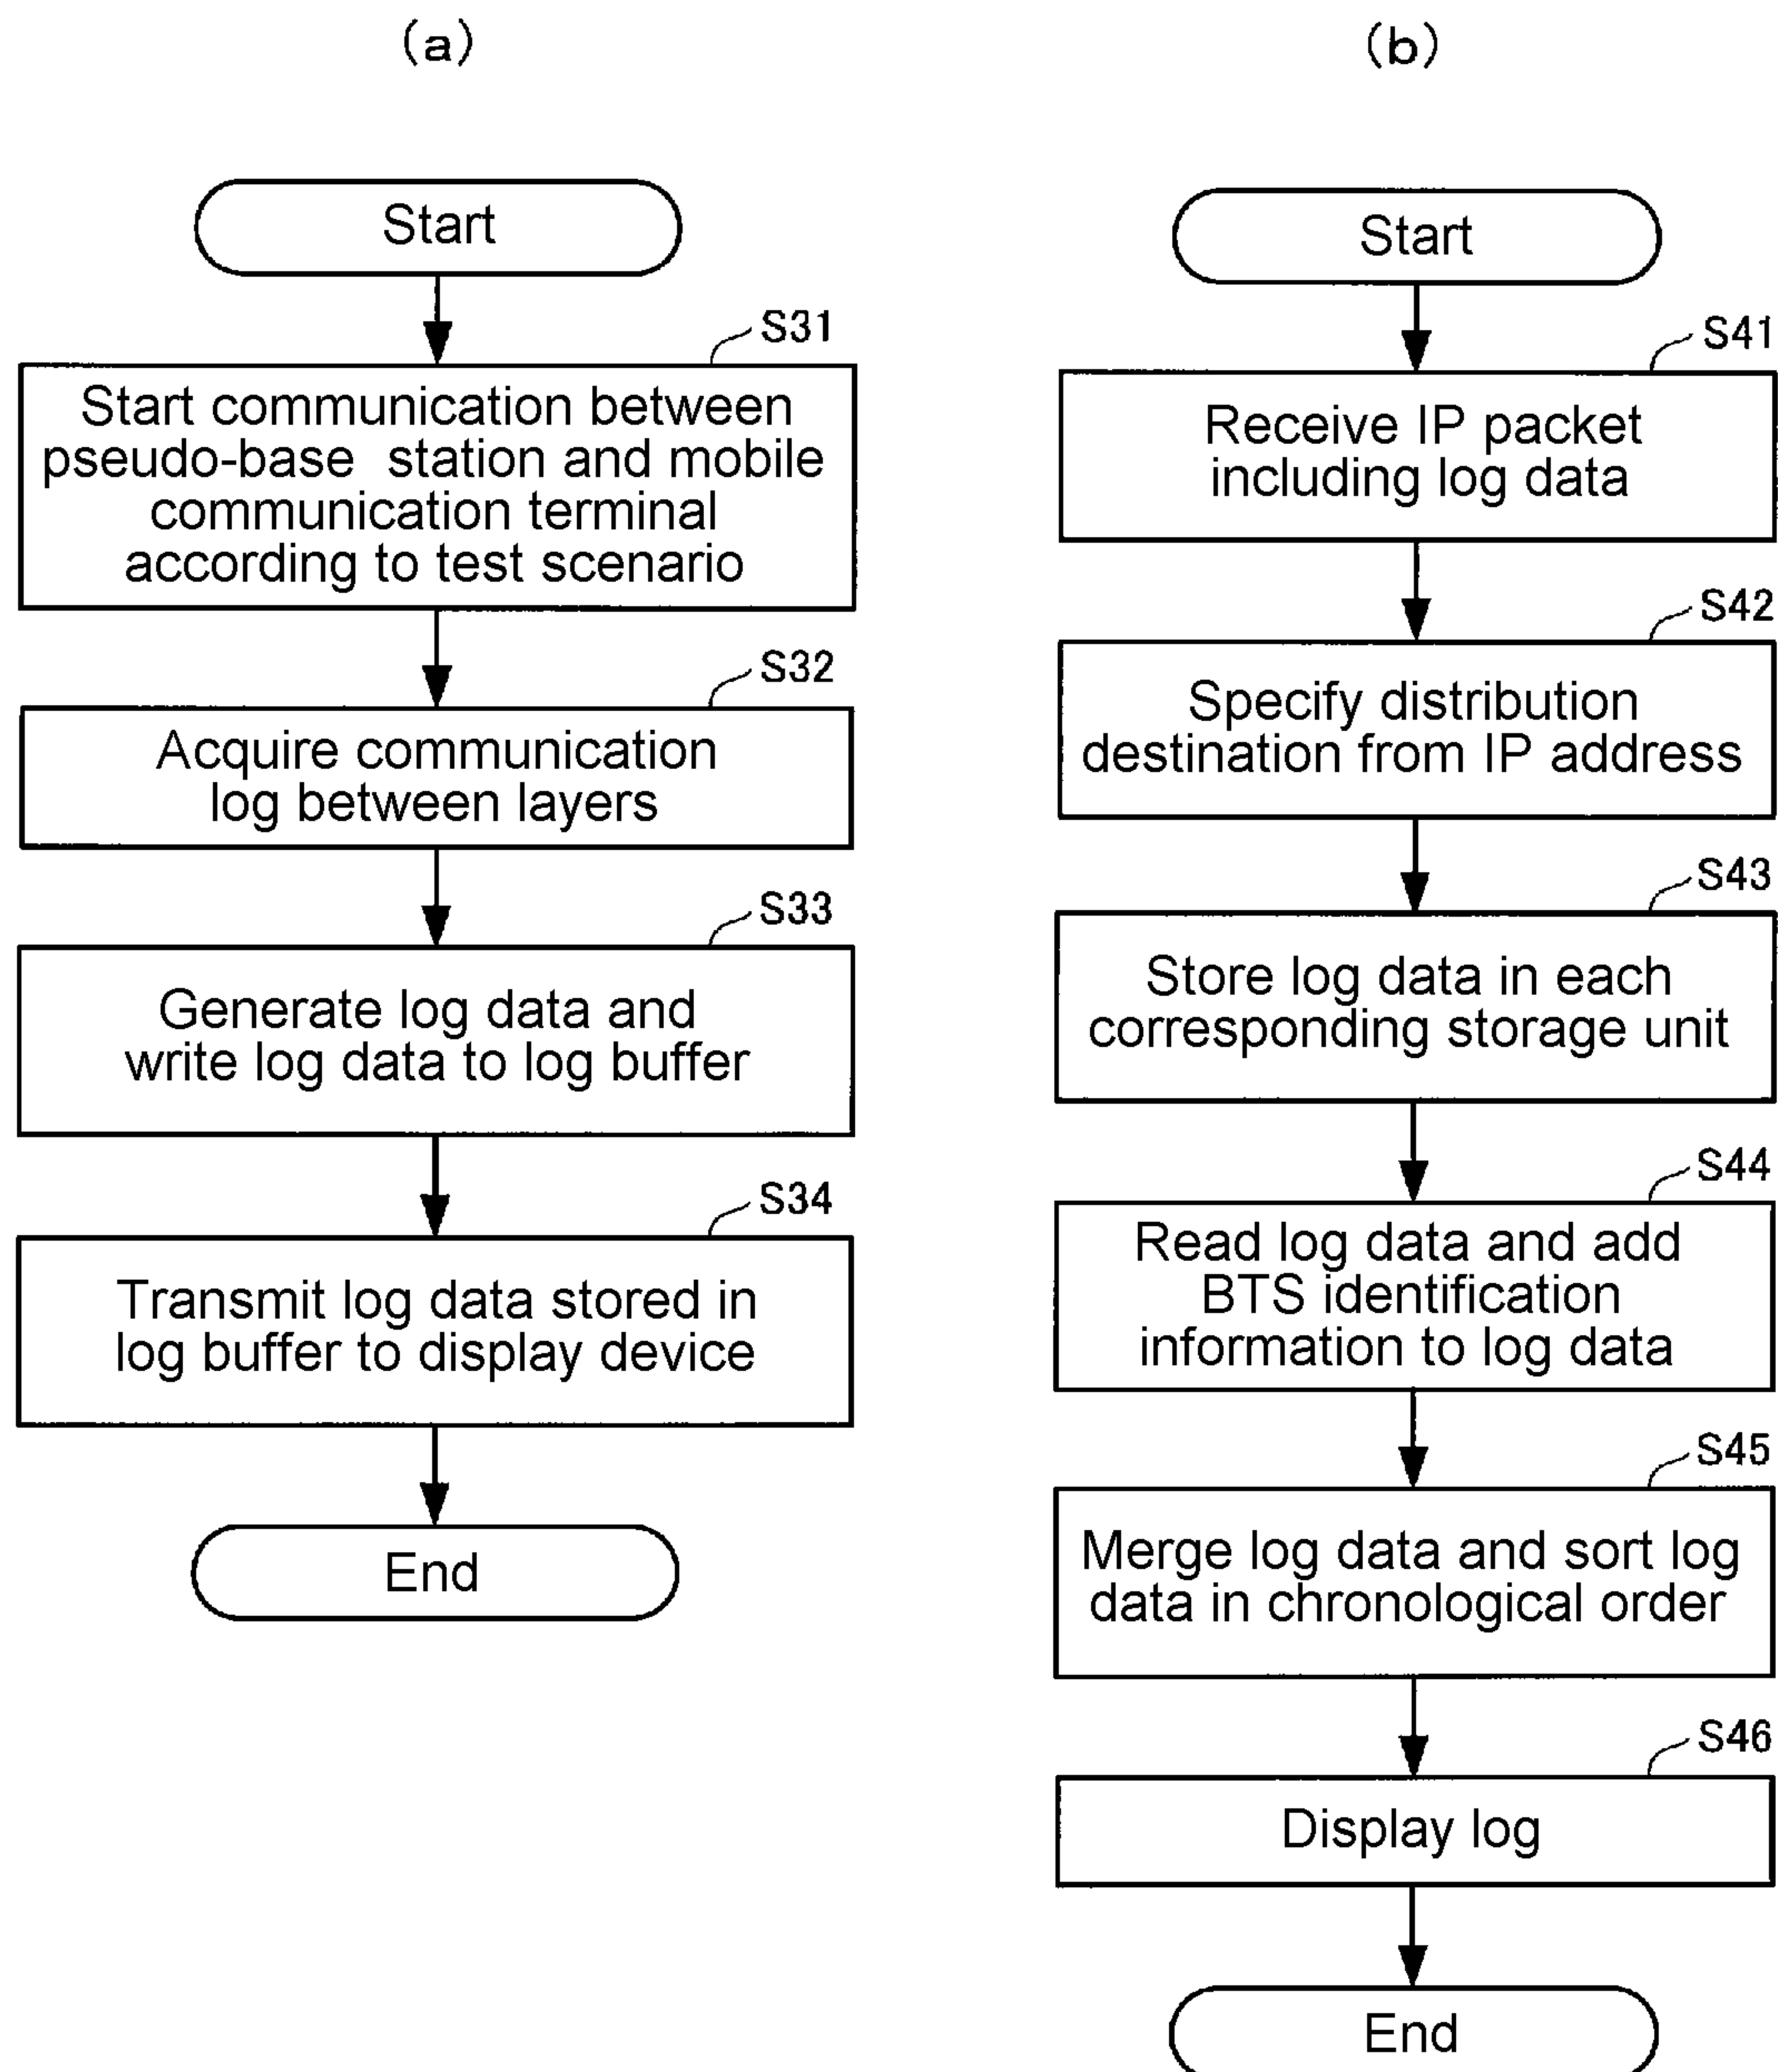 (a)
Start
S31
Start communication between
pseudo-base station and mobile
communication terminal
according to test scenario
S32
Acquire communication
log between layers
S33
Generate log data and
write log data to log buffer
S34
Transmit log data stored in
log buffer to display device
End
(b)
Start
S41
Receive IP packet
including log data
S42
Specify distribution
destination from IP address
S43
Store log data in each
corresponding storage unit
S44
Read log data and add
BTS identification
information to log data
S45
Merge log data and sort log
data in chronological order
S46
Display log
End